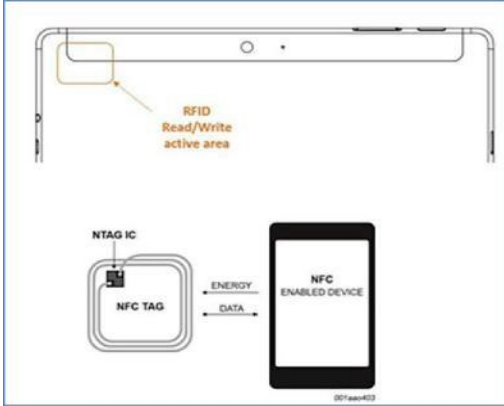 RFID
Read/Write
active area
NTAG IC
NFC TAG
ENERGY
DATA
NFC
ENABLED DEVICE
001aao403